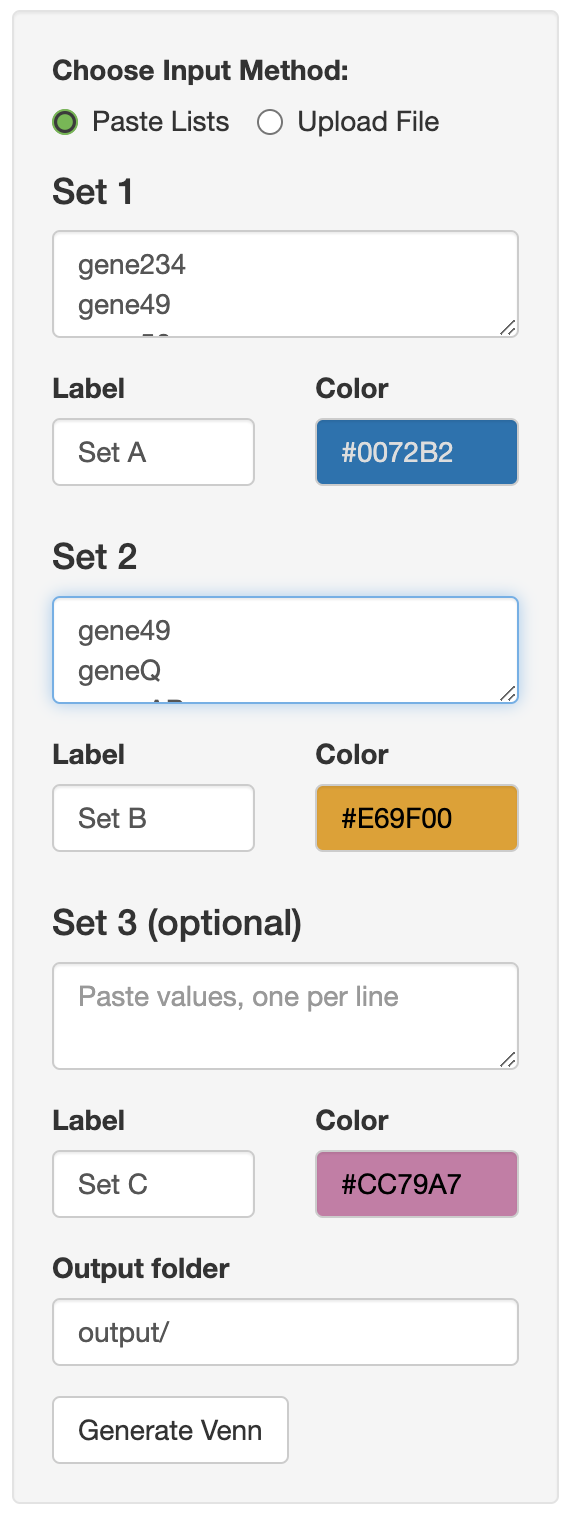 Choose Input Method:
Paste Lists Upload File
Set 1
gene234
gene49
Label Color
Set A #0072B2
Set 2
gene49
geneQ
Label Color
Set B #E69F00
Set 3 (optional)
Paste values, one per line
Label Color
Set C #CC79A7
Output folder
output/
Generate Venn